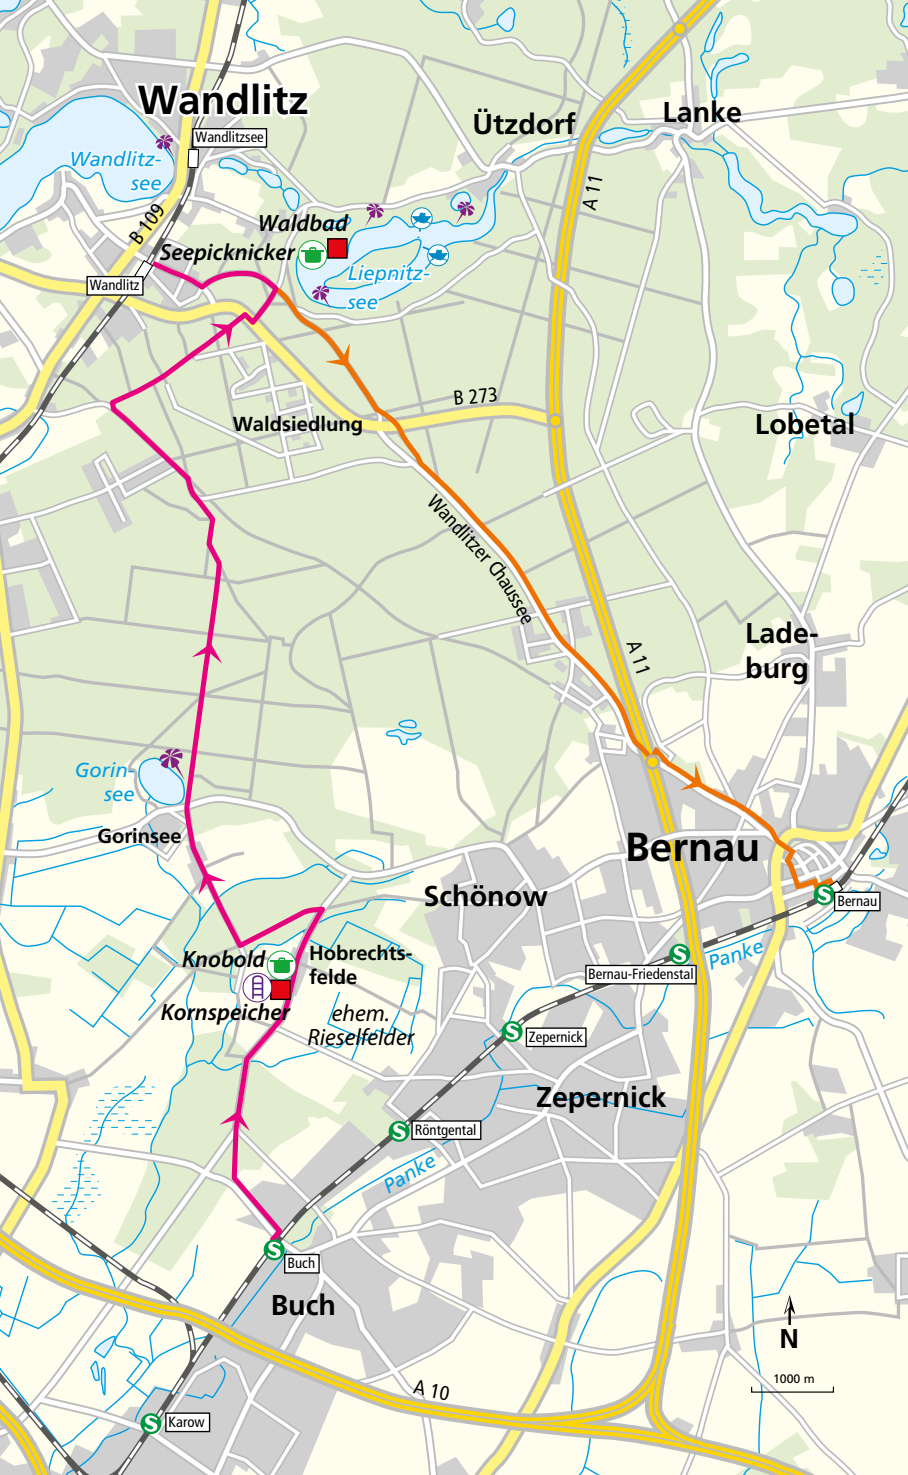 Wandlitz
Wandlitzsee
Ützdorf
Lanke
Wandlitz-
see
A 11
B 109
Waldbad
Seepicknicker
Liepnitz-
see
Wandlitz
B 273
Waldsiedlung
Lobetal
Wandlitzer Chaussee
A 11
Lade-
burg
Gorin-
see
Gorinsee
Bernau
Schönow
S
Bernau
Knobold
Hobrechts-
felde
S
Panke
Bernau-Friedenstal
Kornspeicher
ehem.
Rieselfelder
S
Zepernick
Zepernick
S
Röntgental
Panke
S
Buch
Buch
N
1000 m
A 10
S
Karow